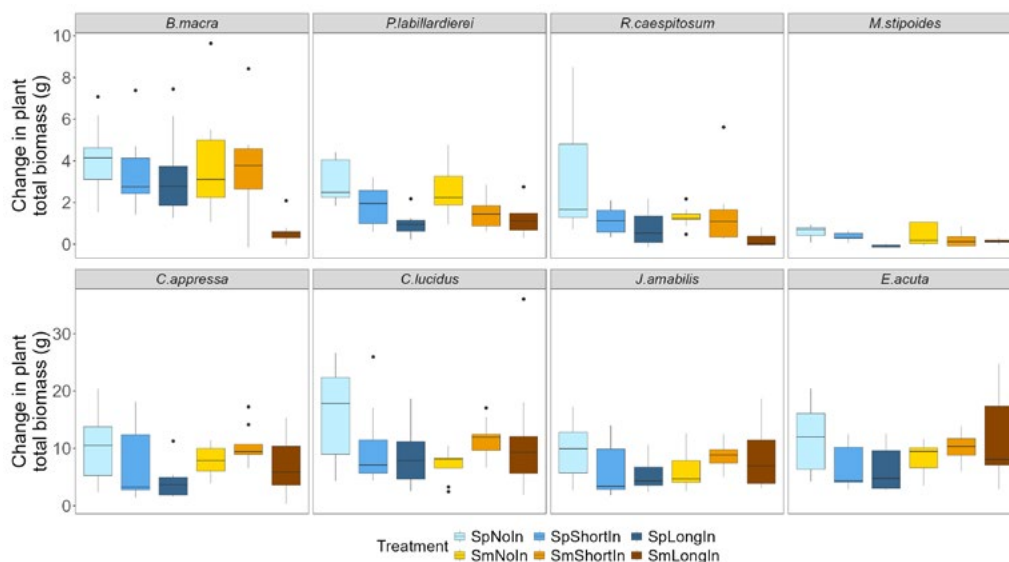 B.macra P.labillardierei R.caespitosum M.stipoides
Change in plant
total biomass (g)
10
8
6
4
2
0
C.appressa C.lucidus J.amabilis E.acuta
Change in plant
total biomass (g)
30
20
10
0
Treatment
SpNoIn SpShortIn SpLongIn
SmNoIn SmShortIn SmLongIn